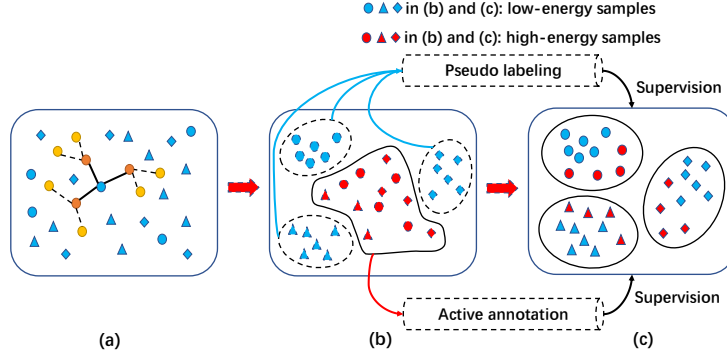 in (b) and (c): low-energy samples
in (b) and (c): high-energy samples
Pseudo labeling
Supervision
Supervision
Active annotation
(a)
(b)
(c)